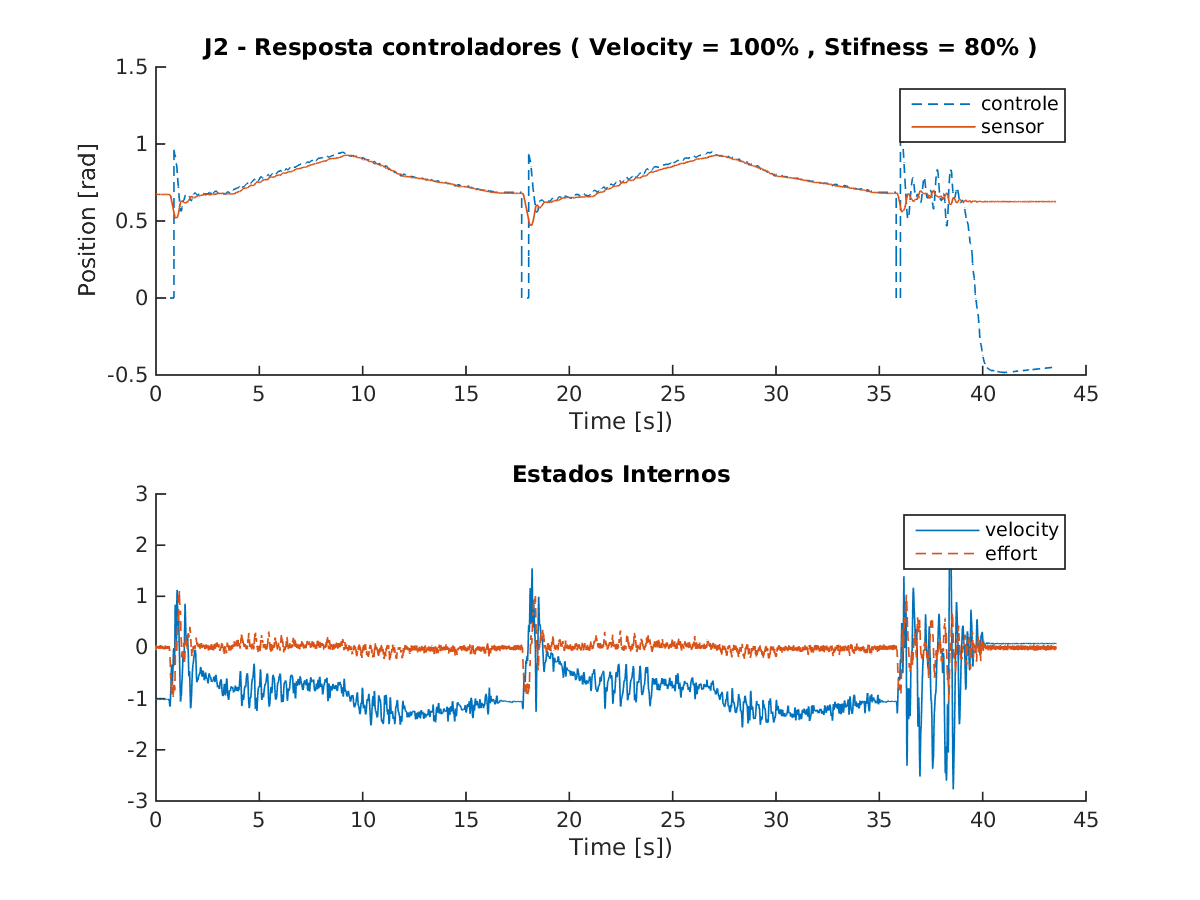 J2 - Resposta controladores ( Velocity = 100% , Stifness = 80% )
1.5
1
0.5
0
-0.5
Position [rad]
controle
sensor
0 5 10 15 20 25 30 35 40 45
Time [s])
Estados Internos
3
2
1
0
-1
-2
-3
velocity
effort
0 5 10 15 20 25 30 35 40 45
Time [s])